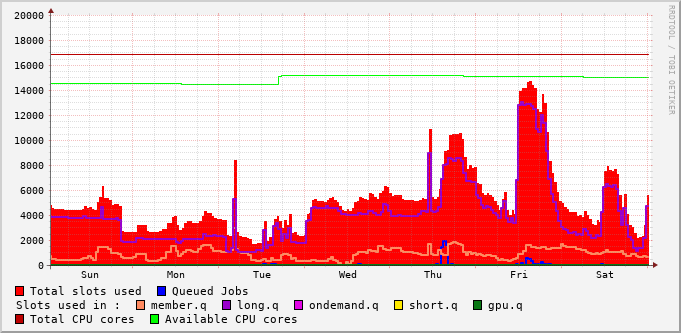 RRDTOOL / TOBI OETIKER
20000
18000
16000
14000
12000
10000
8000
6000
4000
2000
0
Sun Mon Tue Wed Thu Fri Sat
Total slots used Queued Jobs
Slots used in : member.q long.q ondemand.q short.q gpu.q
Total CPU cores Available CPU cores